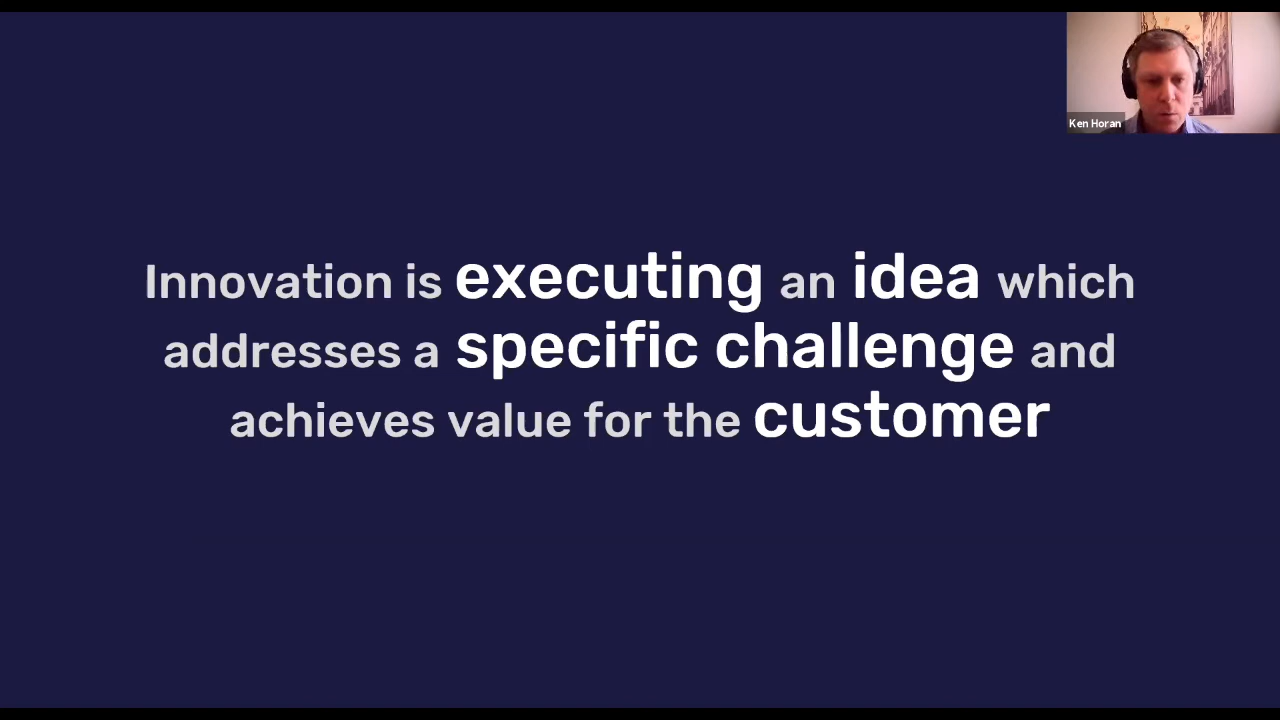 Ken Horan
Innovation is executing an idea which
addresses a specific challenge and
achieves value for the customer